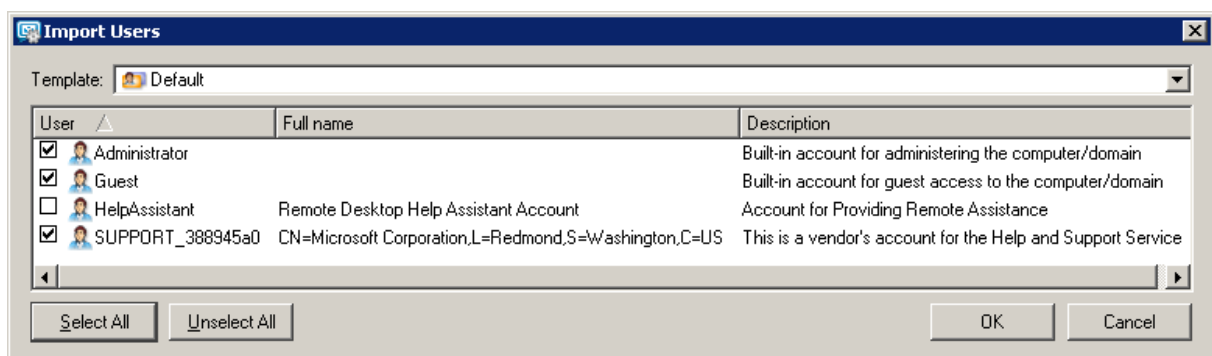 Import Users
Template: Default
User Full name Description
Administrator Built-in account for administering the computer/domain
Guest Built-in account for guest access to the computer/domain
HelpAssistant Remote Desktop Help Assistant Account Account for Providing Remote Assistance
SUPPORT_388945a0 CN=Microsoft Corporation,L=Redmond,S=Washington,C=US This is a vendor's account for the Help and Support Service
Select All Unselect All OK Cancel